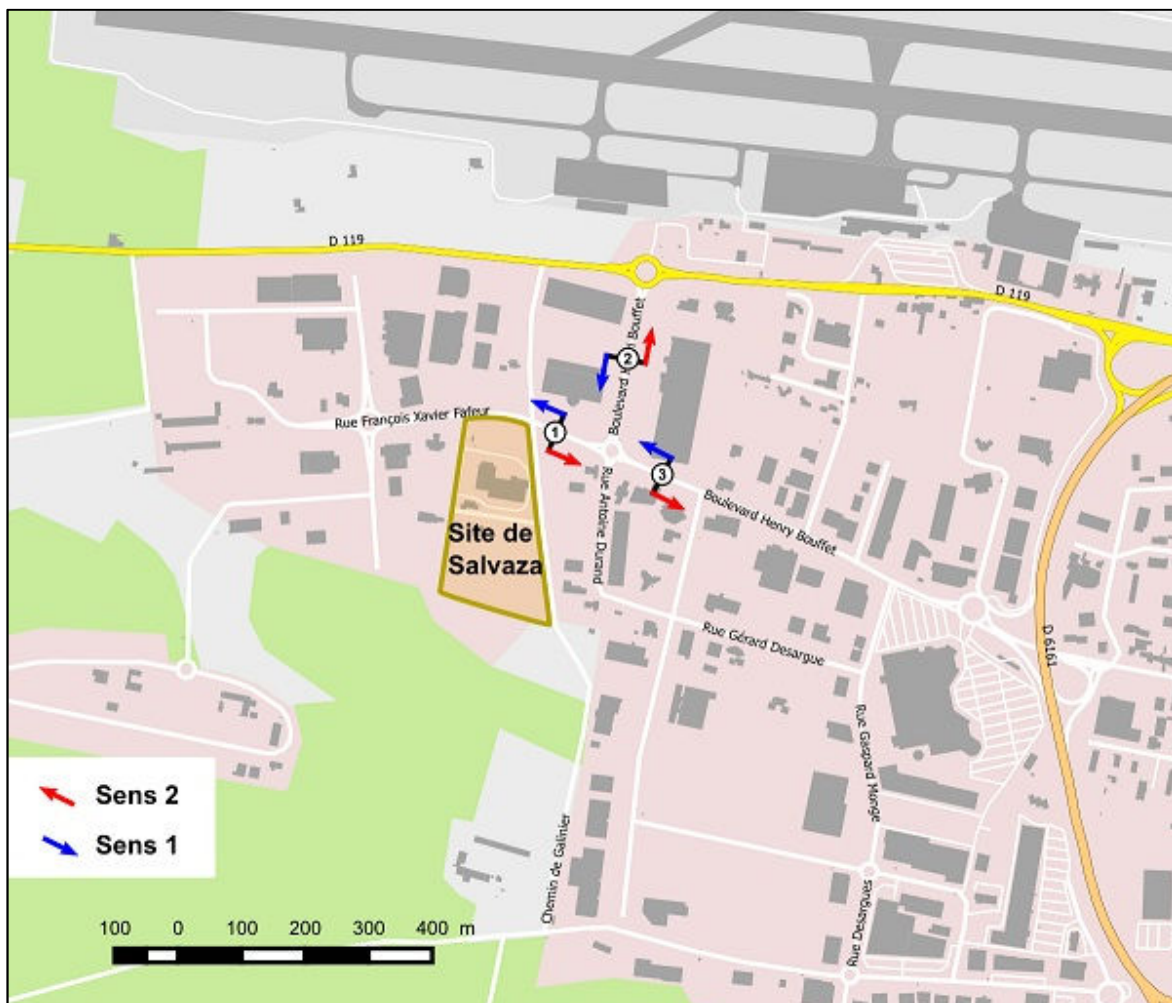 D 119
D 119
Boulevard Henry Bouffet
2
Rue François Xavier Fafeur
1
3
Boulevard Henry Bouffet
Rue Antoine Durand
Site de
Salvaza
Rue Gérard Desargue
D 6161
Rue Gaspard Monge
Sens 2
Sens 1
Chemin de Galinier
Rue Desargues
100 0 100 200 300 400 m